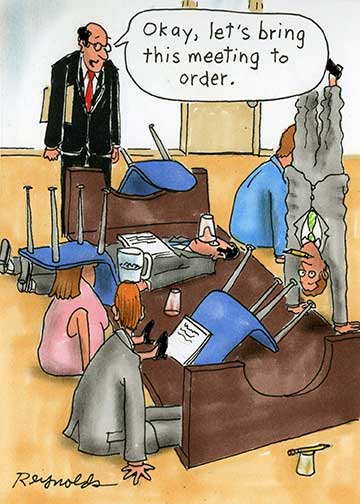 Okay, let's bring
this meeting to
order.
Reynolds